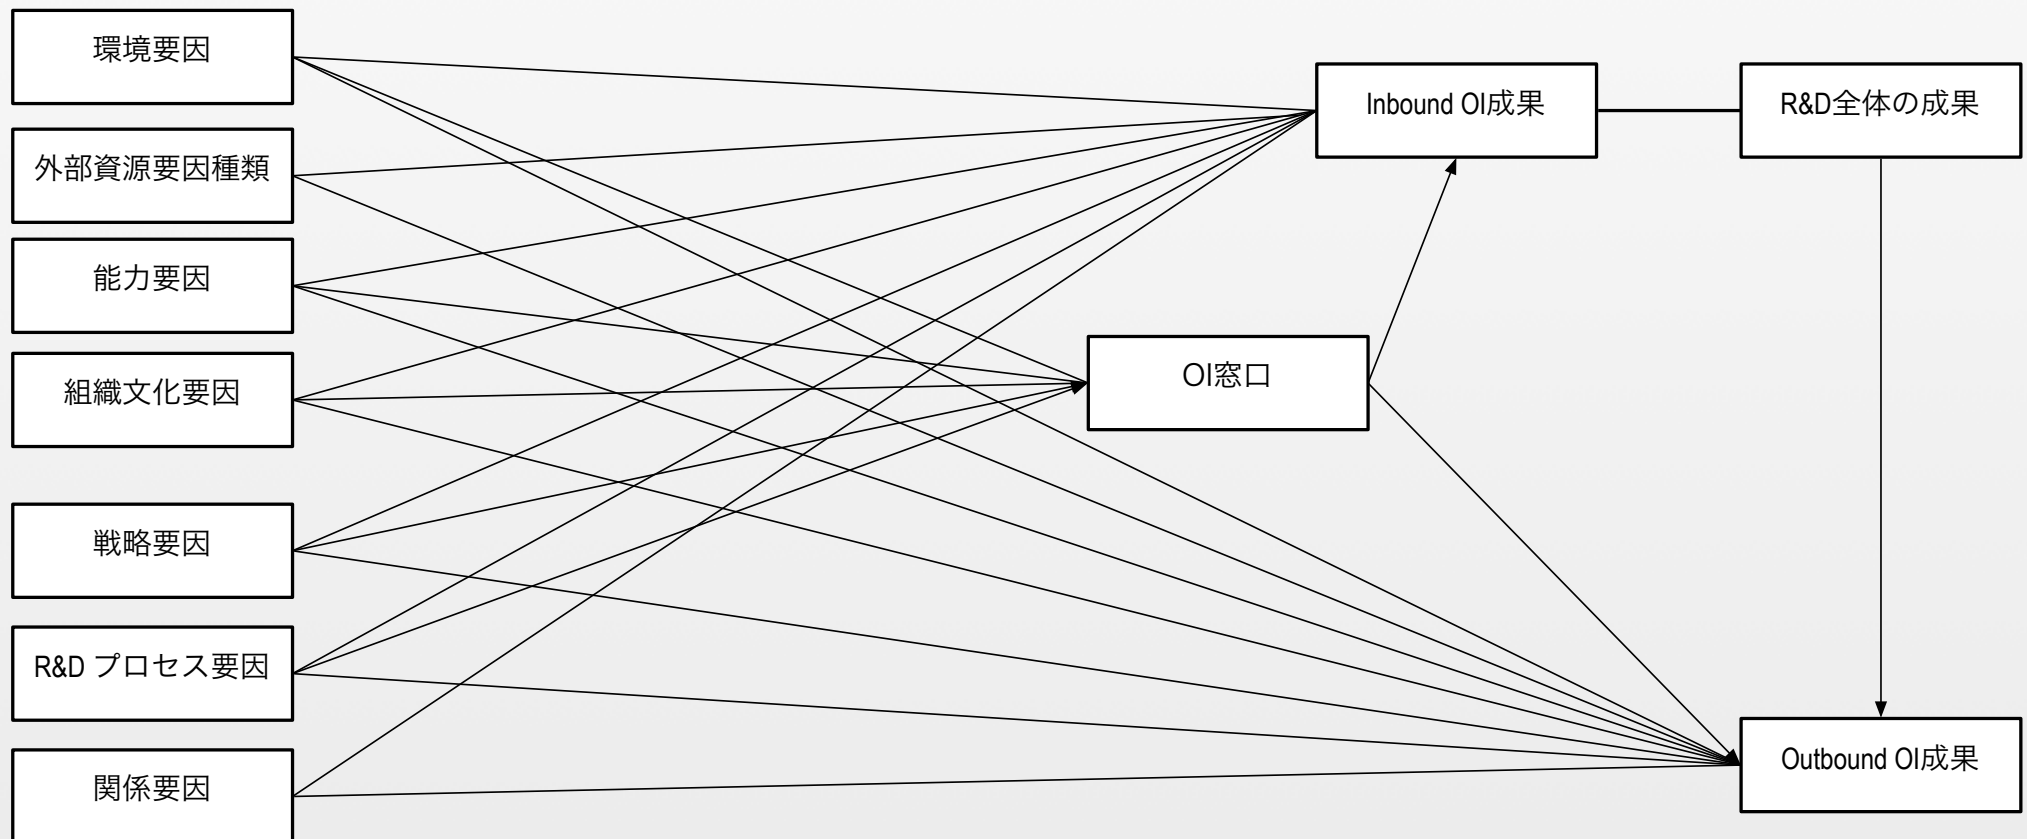 環境要因
外部資源要因種類
能力要因
組織文化要因
戦略要因
R&D プロセス要因
関係要因
OI窓口
Inbound OI成果
R&D全体の成果
Outbound OI成果